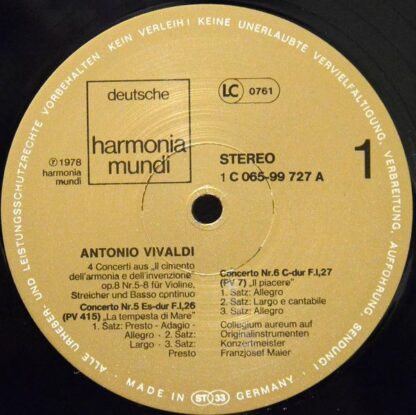 ALLE URHEBER- UND LEISTUNGSSCHUTZRECHTE VORBEHALTEN KEIN VERLEIH! KEINE UNERLAUBTE VERVIELFÄLTIGUNG, VERBREITUNG, AUFFÜHRUNG, SENDUNG!
deutsche
harmonia
mundi
LC 0761
℗ 1978
harmonia
mundi
STEREO
1 C 065-99 727 A
1
ANTONIO VIVALDI
4 Concerti aus „Il cimento
dell'armonia e dell'invenzione"
op.8 Nr.5-8 für Violine,
Streicher und Basso continuo
Concerto Nr.5 Es-dur F.I,26
(PV 415) „La tempesta di Mare"
1. Satz: Presto - Adagio -
Allegro - 2. Satz:
Largo - 3. Satz:
Presto
Concerto Nr.6 C-dur F.I,27
(PV 7) „Il piacere"
1. Satz: Allegro
2. Satz: Largo e cantabile
3. Satz: Allegro
Collegium aureum auf
Originalinstrumenten
Konzertmeister
Franzjosef Maier
MADE IN ST 33 GERMANY